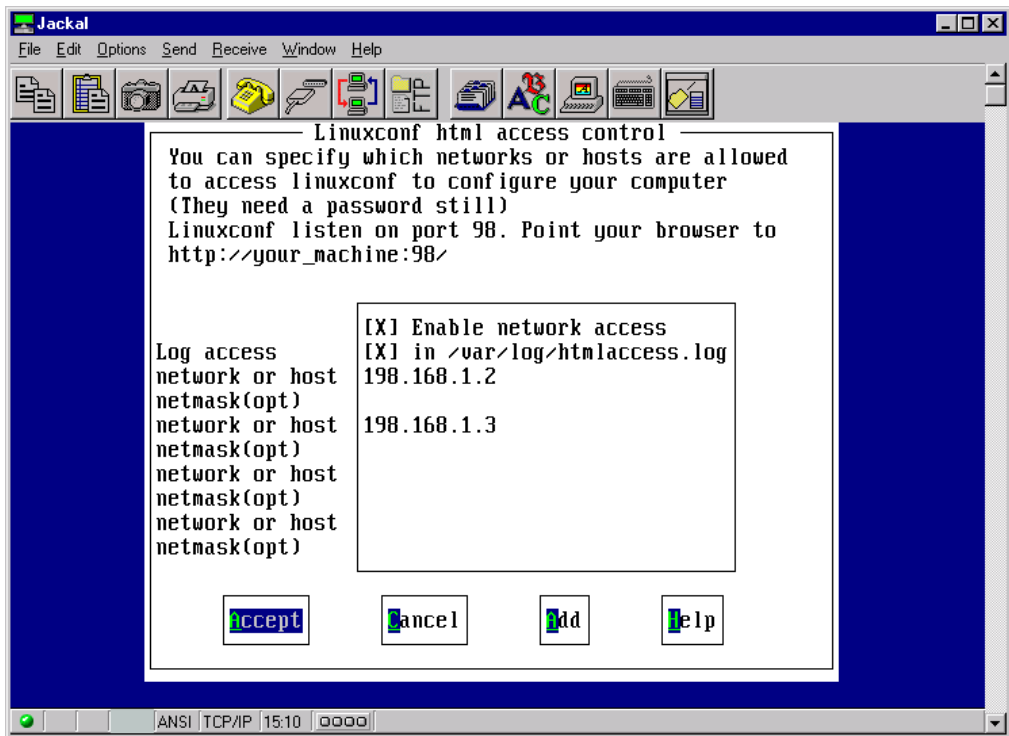 Jackal
File Edit Options Send Receive Window Help
Linuxconf html access control
You can specify which networks or hosts are allowed
to access linuxconf to configure your computer
(They need a password still)
Linuxconf listen on port 98. Point your browser to
http://your_machine:98/
[X] Enable network access
Log access [X] in /var/log/htmlaccess.log
network or host 198.168.1.2
netmask(opt)
network or host 198.168.1.3
netmask(opt)
network or host
netmask(opt)
network or host
netmask(opt)
Accept Cancel Add Help
ANSI TCP/IP 15:10